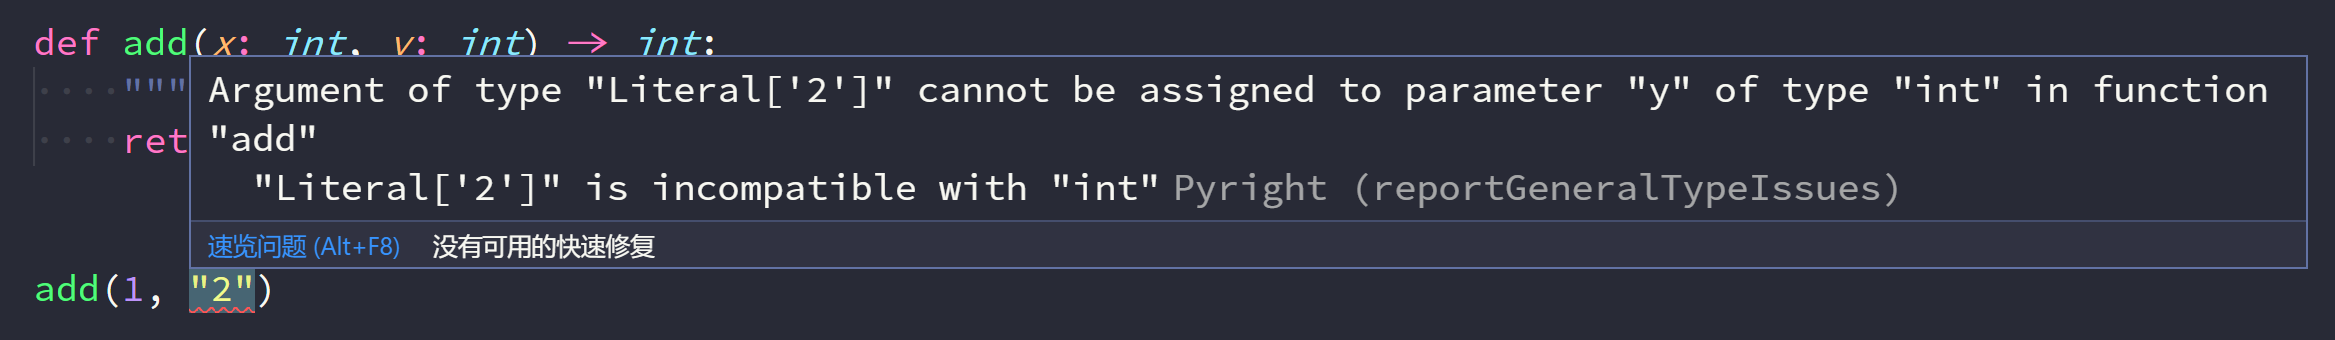 def add(x: int, y: int) -> int:
"""
Argument of type "Literal['2']" cannot be assigned to parameter "y" of type "int" in function
"add"
ret
"Literal['2']" is incompatible with "int" Pyright (reportGeneralTypeIssues)
速览问题 (Alt+F8) 没有可用的快速修复
add(1, "2")